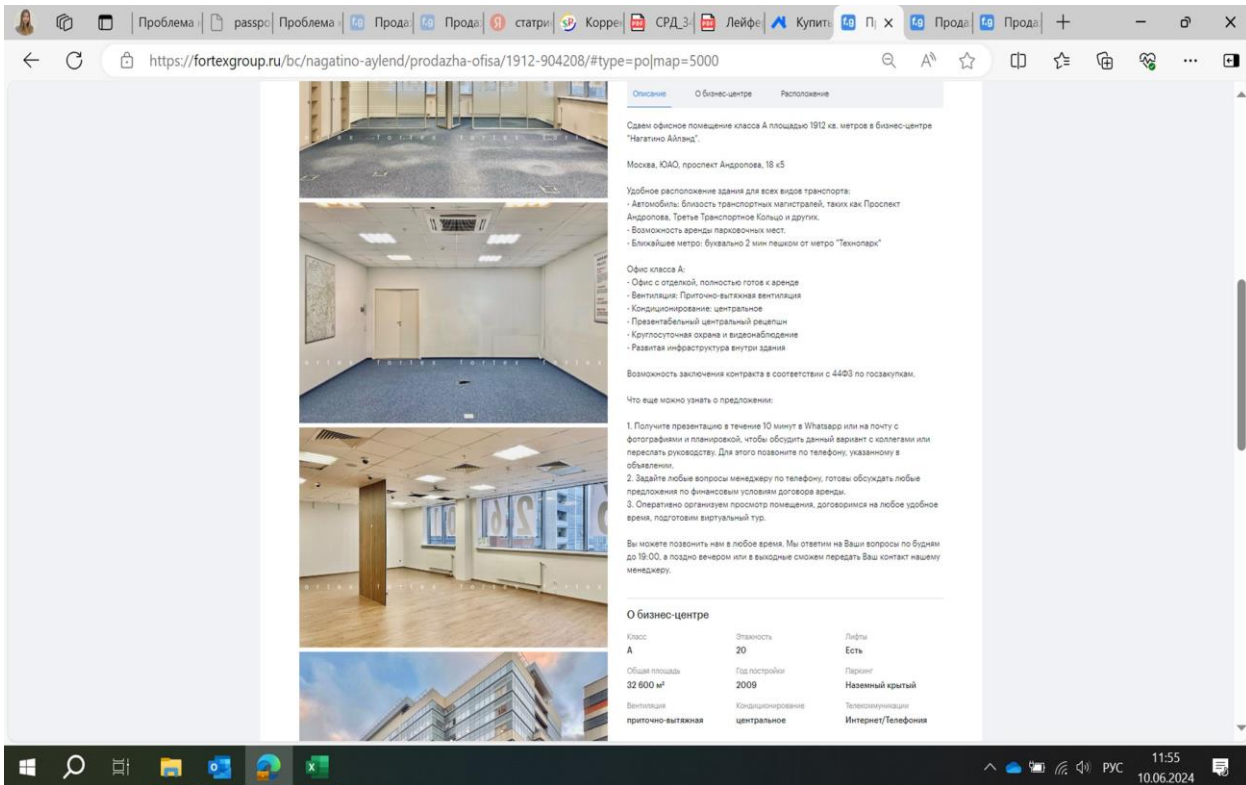 Проблема
passpo
Проблема
Прода
Прода
статри
Коррек
СРД_3
Лейфе
Купить
П
Прода
Прода
https://fortexgroup.ru/bc/nagatino-aylend/prodazha-ofisa/1912-904208/#type=po|map=5000
Описание О бизнес-центре Расположение
Сдаем офисное помещение класса А площадью 1912 кв. метров в бизнес-центре
"Нагатино Айланд".
Москва, ЮАО, проспект Андропова, 18 к5
Удобное расположение здания для всех видов транспорта:
- Автомобиль: близость транспортных магистралей, таких как Проспект
Андропова, Третье Транспортное Кольцо и других.
- Возможность аренды парковочных мест.
- Ближайшее метро: буквально 2 мин пешком от метро "Технопарк"
Офис класса А:
- Офис с отделкой, полностью готов к аренде
- Вентиляция: Приточно-вытяжная вентиляция
- Кондиционирование: центральное
- Презентабельный центральный рецепшн
- Круглосуточная охрана и видеонаблюдение
- Развитая инфраструктура внутри здания
Возможность заключения контракта в соответствии с 44ФЗ по госзакупкам.
Что еще можно узнать о предложении:
1. Получите презентацию в течение 10 минут в Whatsapp или на почту с
фотографиями и планировкой, чтобы обсудить данный вариант с коллегами или
переслать руководству. Для этого позвоните по телефону, указанному в
объявлении.
2. Задайте любые вопросы менеджеру по телефону, готовы обсуждать любые
предложения по финансовым условиям договора аренды.
3. Оперативно организуем просмотр помещения, договоримся на любое удобное
время, подготовим виртуальный тур.
Вы можете позвонить нам в любое время. Мы ответим на Ваши вопросы по будням
до 19:00, а поздно вечером или в выходные сможем передать Ваш контакт нашему
менеджеру.
О бизнес-центре
Класс Этажность Лифты
А 20 Есть
Общая площадь Год постройки Паркинг
32 600 м² 2009 Наземный крытый
Вентиляция Кондиционирование Телекоммуникации
приточно-вытяжная центральное Интернет/Телефония
fortex fortex fortex
fortex fortex fortex
РУС
11:55
10.06.2024